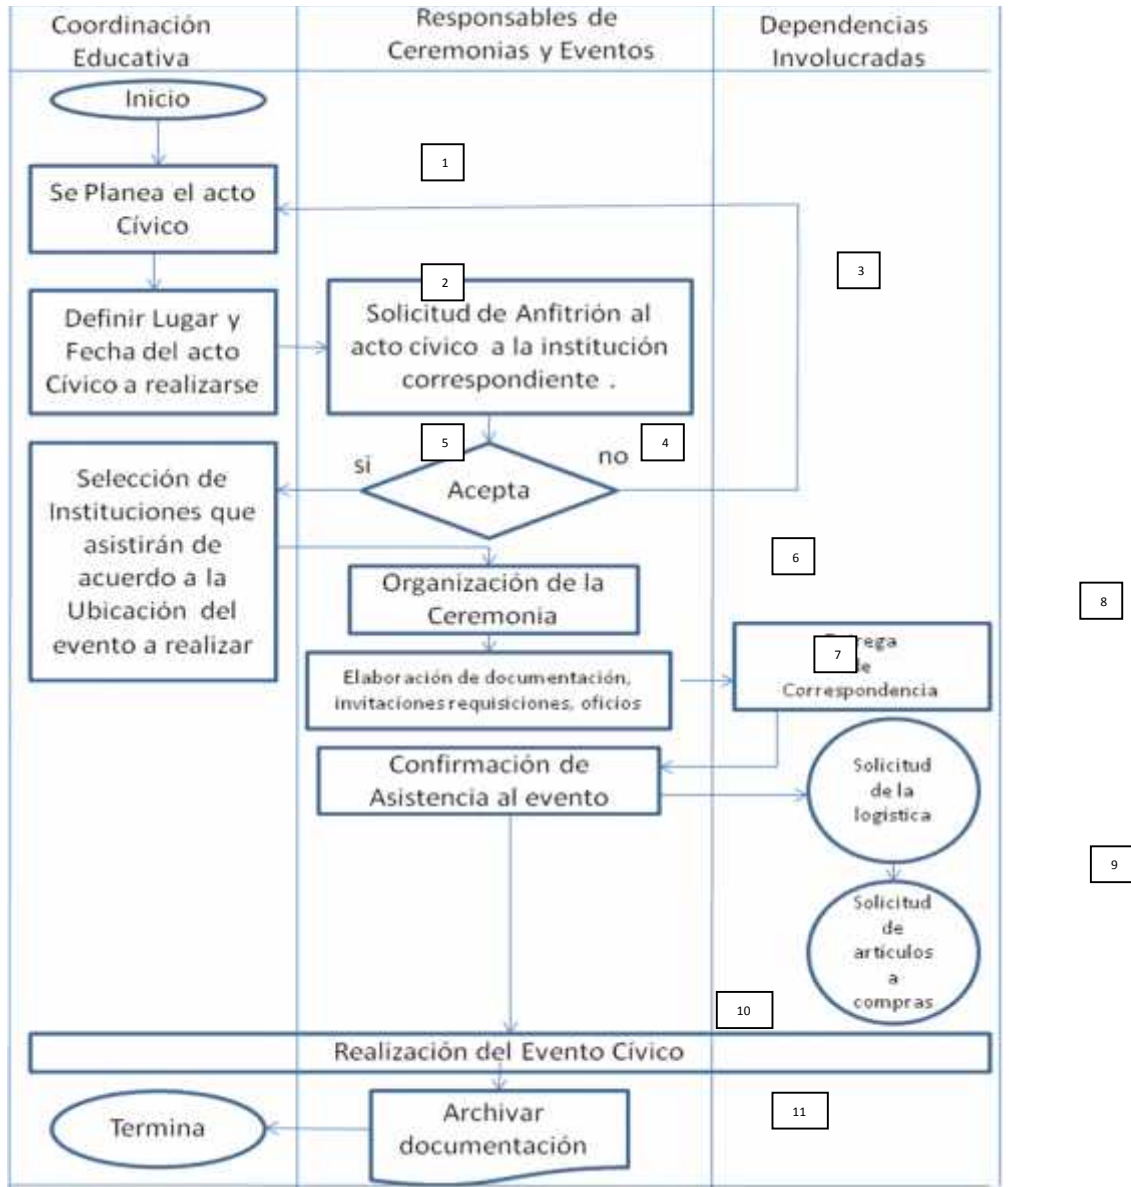 Coordinación
Educativa
Responsables de
Ceremonias y Eventos
Dependencias
Involucradas
Inicio
1
Se Planea el acto
Cívico
3
2
Definir Lugar y
Fecha del acto
Cívico a realizarse
Solicitud de Anfitrión al
acto cívico a la institución
correspondiente .
5
4
si
no
Acepta
Selección de
Instituciones que
asistirán de
acuerdo a la
Ubicación del
evento a realizar
6
Organización de la
Ceremonia
8
7
de
Correspondencia
Elaboración de documentación,
invitaciones requisiciones, oficios
Confirmación de
Asistencia al evento
Solicitud
de la
logistica
9
Solicitud
de
artículos
a
compras
10
Realización del Evento Cívico
Archivar
documentación
11
Termina